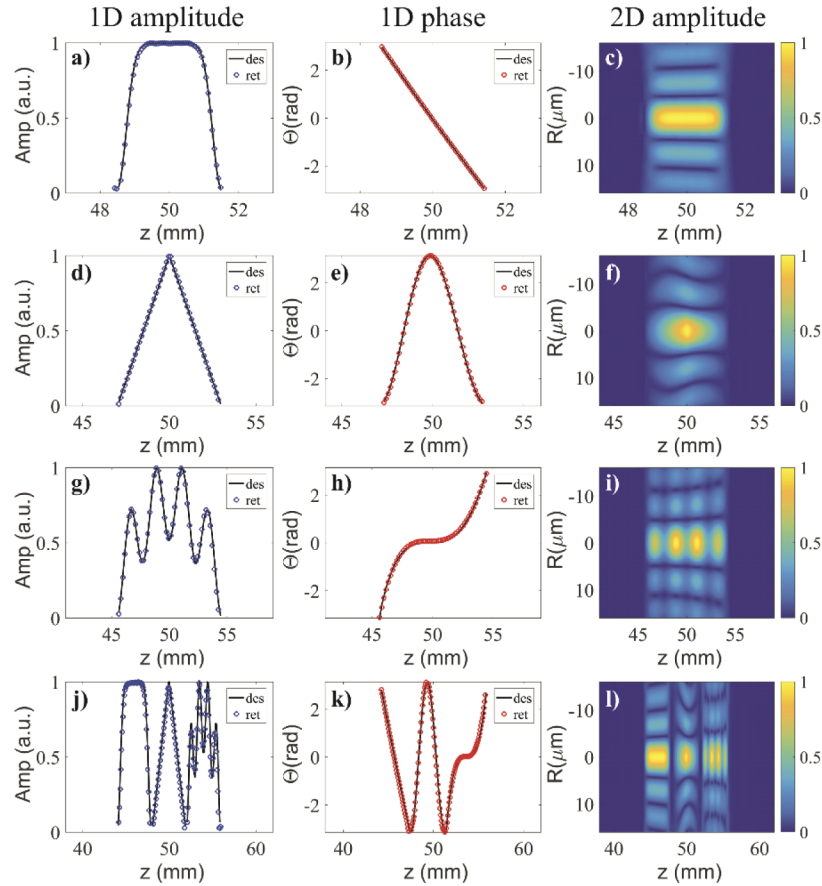 1D amplitude 1D phase 2D amplitude
a) des ret
Amp (a.u.)
1
0.5
0
48 50 52
z (mm)
b) des ret
Θ(rad)
2
0
-2
48 50 52
z (mm)
c)
R(μm)
-10
0
10
48 50 52
z (mm)
1
0.5
0
d) des ret
Amp (a.u.)
1
0.5
0
45 50 55
z (mm)
e) des ret
Θ(rad)
2
0
-2
45 50 55
z (mm)
f)
R(μm)
-10
0
10
45 50 55
z (mm)
1
0.5
0
g) des ret
Amp (a.u.)
1
0.5
0
45 50 55
z (mm)
h) des ret
Θ(rad)
2
0
-2
45 50 55
z (mm)
i)
R(μm)
-10
0
10
45 50 55
z (mm)
1
0.5
0
j) des ret
Amp (a.u.)
1
0.5
0
40 50 60
z (mm)
k) des ret
Θ(rad)
2
0
-2
40 50 60
z (mm)
l)
R(μm)
-10
0
10
40 50 60
z (mm)
1
0.5
0